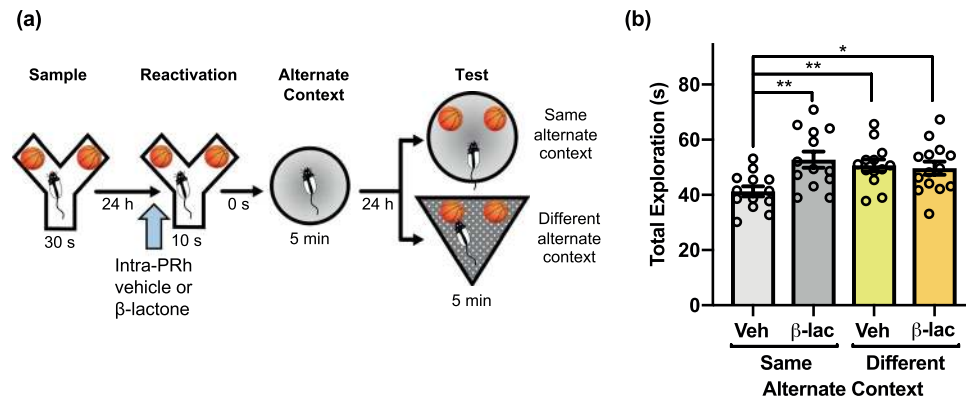 (a)
Sample
Reactivation
Alternate
Context
Test
Same
alternate
context
24 h
0 s
24 h
30 s
10 s
5 min
Intra-PRh
vehicle or
β-lactone
Different
alternate
context
5 min
(b)
Total Exploration (s)
80
60
40
20
0
*
**
**
Veh
β-lac
Veh
β-lac
Same
Different
Alternate Context